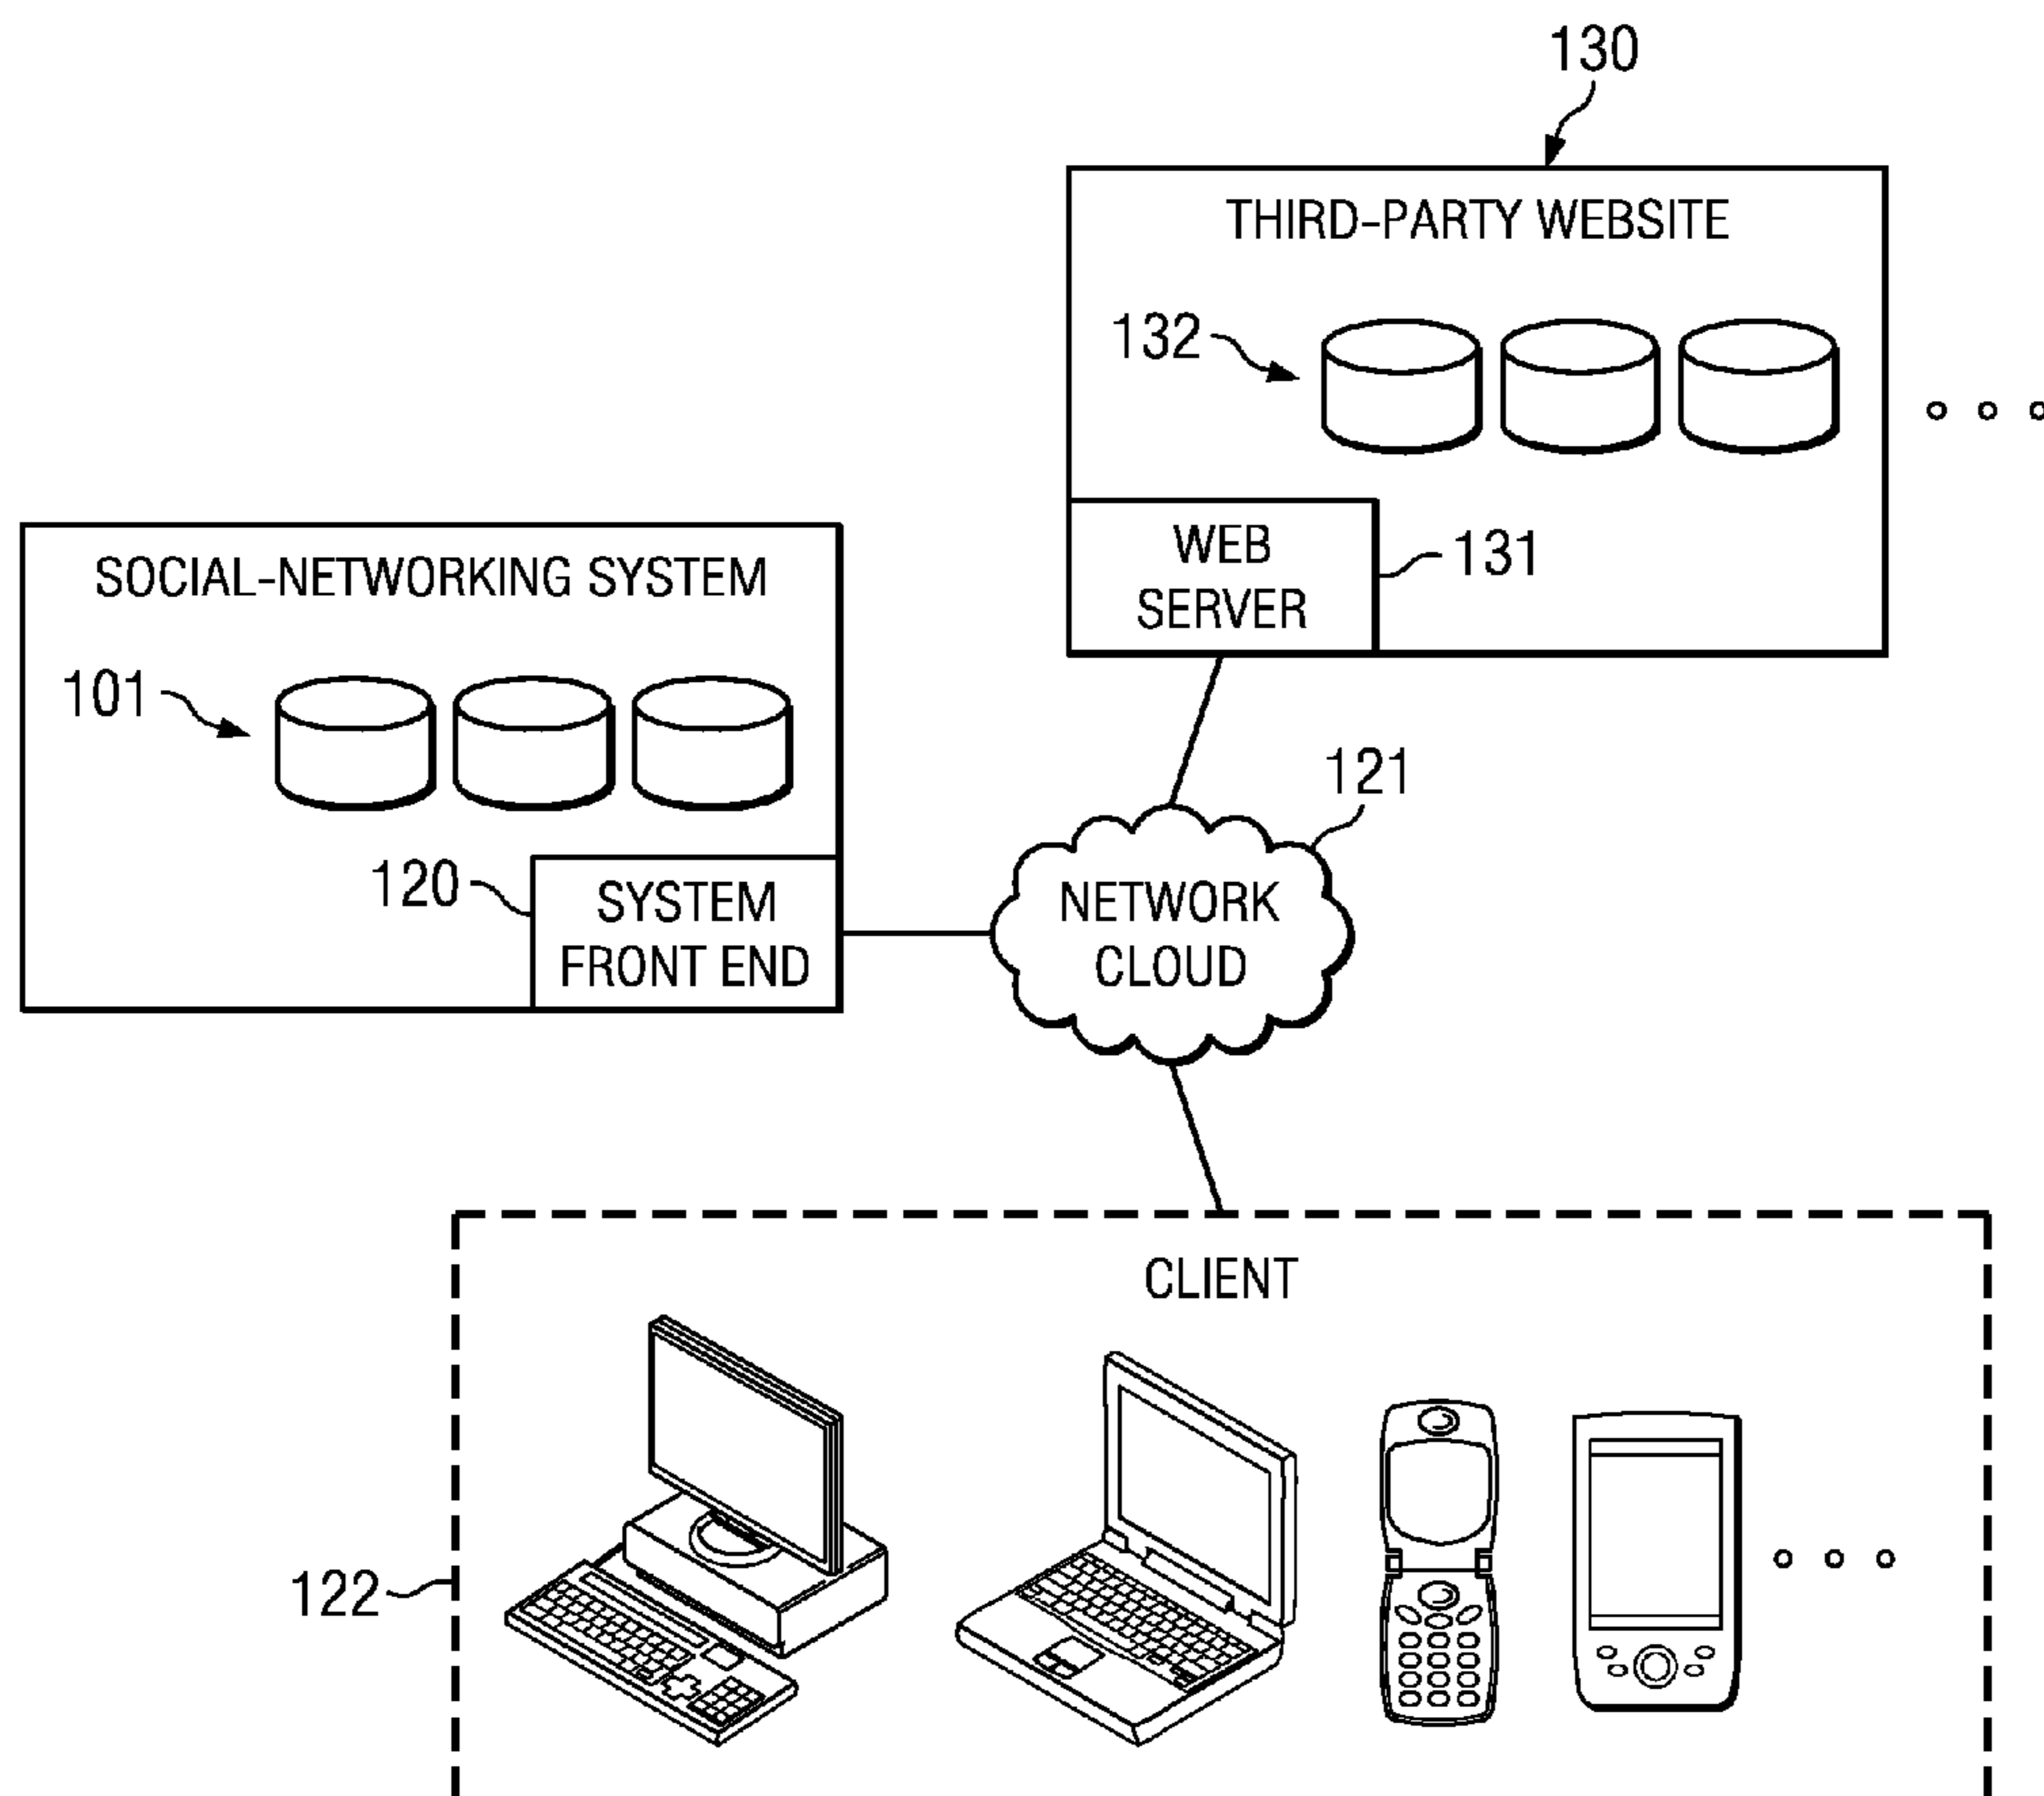 130
THIRD-PARTY WEBSITE
132
WEB
SERVER
131
SOCIAL-NETWORKING SYSTEM
101
120
SYSTEM
FRONT END
121
NETWORK
CLOUD
CLIENT
122